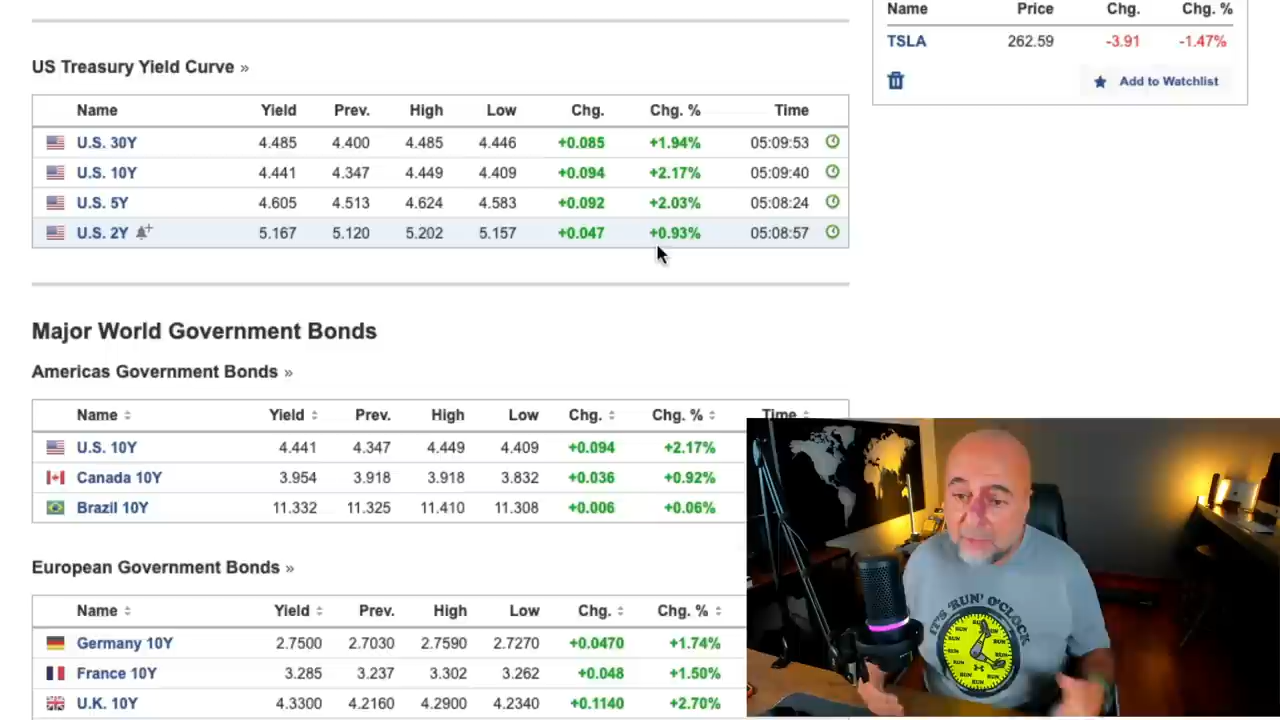 Name Price Chg. Chg. %
TSLA 262.59 -3.91 -1.47%
Add to Watchlist
US Treasury Yield Curve »
Name Yield Prev. High Low Chg. Chg. % Time
U.S. 30Y 4.485 4.400 4.485 4.446 +0.085 +1.94% 05:09:53
U.S. 10Y 4.441 4.347 4.449 4.409 +0.094 +2.17% 05:09:40
U.S. 5Y 4.605 4.513 4.624 4.583 +0.092 +2.03% 05:08:24
U.S. 2Y 5.167 5.120 5.202 5.157 +0.047 +0.93% 05:08:57
Major World Government Bonds
Americas Government Bonds »
Name Yield Prev. High Low Chg. Chg. % Time
U.S. 10Y 4.441 4.347 4.449 4.409 +0.094 +2.17%
Canada 10Y 3.954 3.918 3.918 3.832 +0.036 +0.92%
Brazil 10Y 11.332 11.325 11.410 11.308 +0.006 +0.06%
European Government Bonds »
Name Yield Prev. High Low Chg. Chg. %
Germany 10Y 2.7500 2.7030 2.7590 2.7270 +0.0470 +1.74%
France 10Y 3.285 3.237 3.302 3.262 +0.048 +1.50%
U.K. 10Y 4.3300 4.2160 4.2900 4.2340 +0.1140 +2.70%
IT'S 'RUN' O'CLOCK
RUN RUN RUN RUN RUN RUN RUN RUN RUN